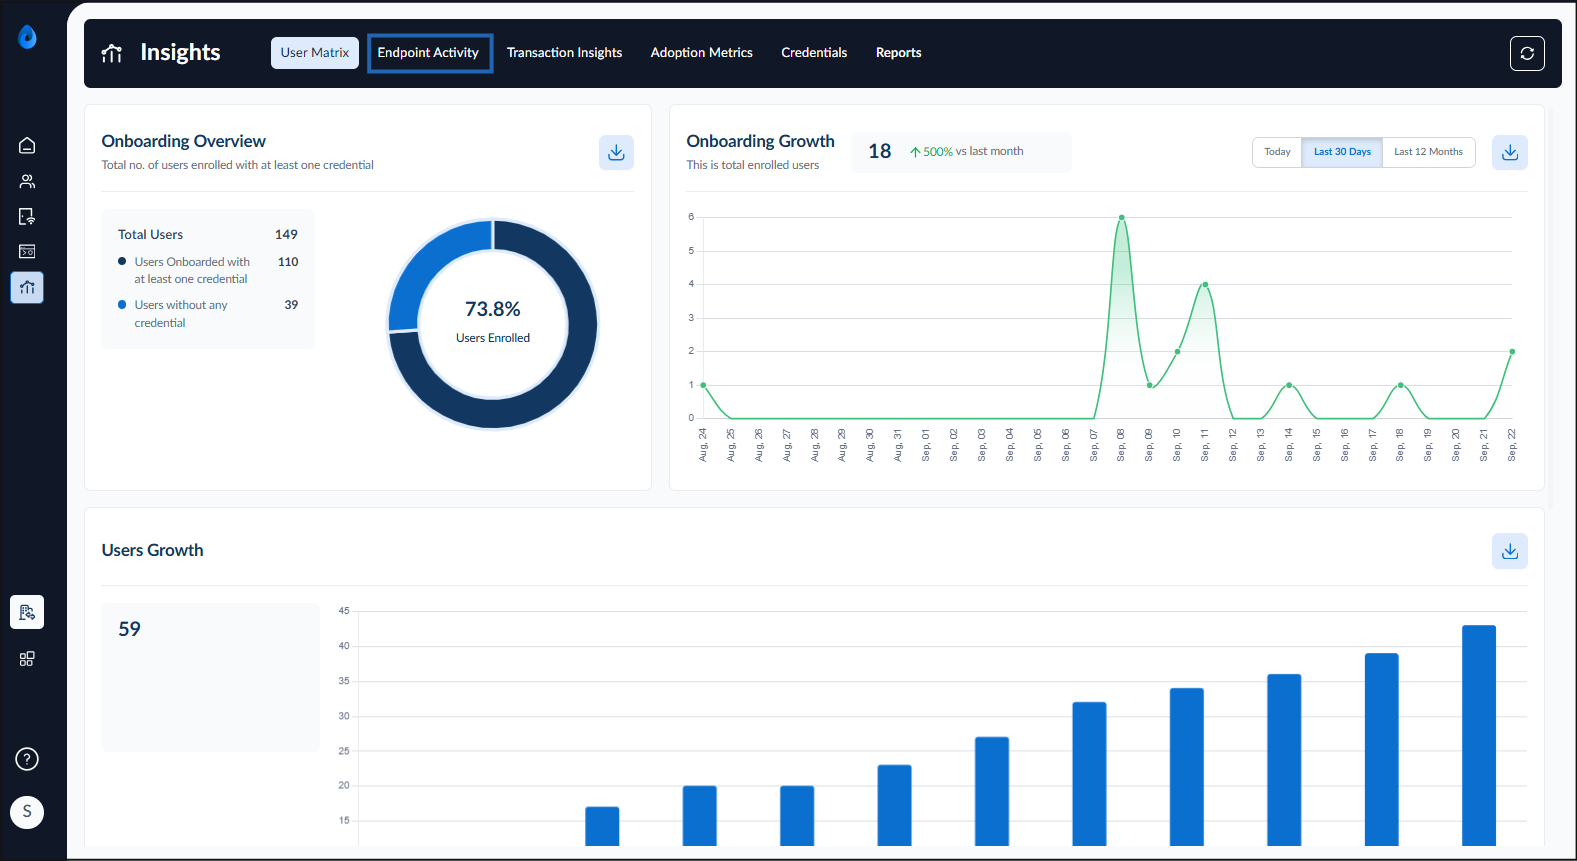 Insights
User Matrix
Endpoint Activity
Transaction Insights
Adoption Metrics
Credentials
Reports
Onboarding Overview
Total no. of users enrolled with at least one credential
Total Users 149
Users Onboarded with 110
at least one credential
Users without any 39
credential
73.8%
Users Enrolled
Onboarding Growth
This is total enrolled users
18
500% vs last month
Today
Last 30 Days
Last 12 Months
6
5
4
3
2
1
0
Aug, 24
Aug, 25
Aug, 26
Aug, 27
Aug, 28
Aug, 29
Aug, 30
Aug, 31
Sep, 01
Sep, 02
Sep, 03
Sep, 04
Sep, 05
Sep, 06
Sep, 07
Sep, 08
Sep, 09
Sep, 10
Sep, 11
Sep, 12
Sep, 13
Sep, 14
Sep, 15
Sep, 16
Sep, 17
Sep, 18
Sep, 19
Sep, 20
Sep, 21
Sep, 22
Users Growth
59
45
40
35
30
25
20
15
?
S